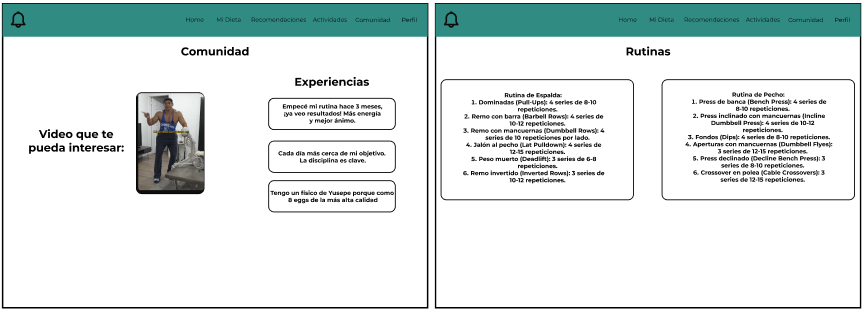 Home Mi Dieta Recomendaciones Actividades Comunidad Perfil
Comunidad
Video que te
pueda interesar:
Experiencias
Empecé mi rutina hace 3 meses,
¡ya veo resultados! Más energía
y mejor ánimo.
Cada día más cerca de mi objetivo.
La disciplina es clave.
Tengo un físico de Yusepe porque como
8 eggs de la más alta calidad
Home Mi Dieta Recomendaciones Actividades Comunidad Perfil
Rutinas
Rutina de Espalda:
1. Dominadas (Pull-Ups): 4 series de 8-10
repeticiones.
2. Remo con barra (Barbell Rows): 4 series de
10-12 repeticiones.
3. Remo con mancuernas (Dumbbell Rows): 4
series de 10 repeticiones por lado.
4. Jalón al pecho (Lat Pulldown): 4 series de
12-15 repeticiones.
5. Peso muerto (Deadlift): 3 series de 6-8
repeticiones.
6. Remo invertido (Inverted Rows): 3 series de
10-12 repeticiones.
Rutina de Pecho:
1. Press de banca (Bench Press): 4 series de
8-10 repeticiones.
2. Press inclinado con mancuernas (Incline
Dumbbell Press): 4 series de 10-12
repeticiones.
3. Fondos (Dips): 4 series de 8-10 repeticiones.
4. Aperturas con mancuernas (Dumbbell Flyes):
3 series de 12-15 repeticiones.
5. Press declinado (Decline Bench Press): 3
series de 8-10 repeticiones.
6. Crossover en polea (Cable Crossovers): 3
series de 12-15 repeticiones.